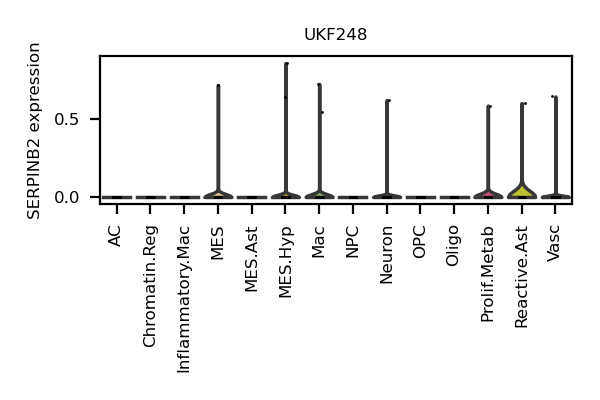 UKF248
SERPINB2 expression
0.5
0.0
AC
Chromatin.Reg
Inflammatory.Mac
MES
MES.Ast
MES.Hyp
Mac
NPC
Neuron
OPC
Oligo
Prolif.Metab
Reactive.Ast
Vasc